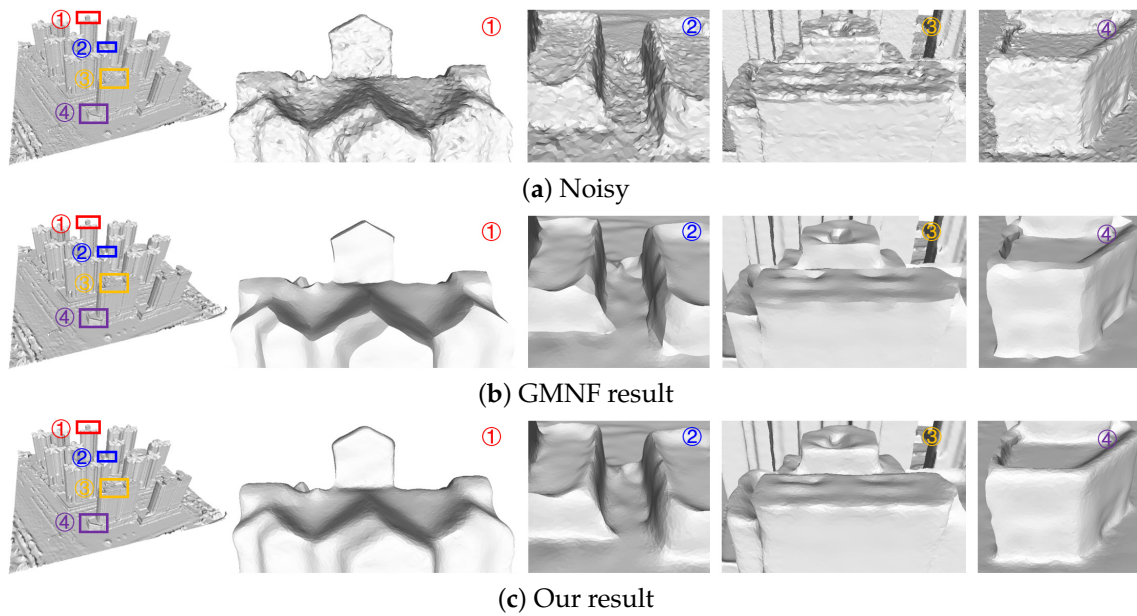 ① ② ③ ④ ① ② ③ ④
(a) Noisy
① ② ③ ④ ① ② ③ ④
(b) GMNF result
① ② ③ ④ ① ② ③ ④
(c) Our result